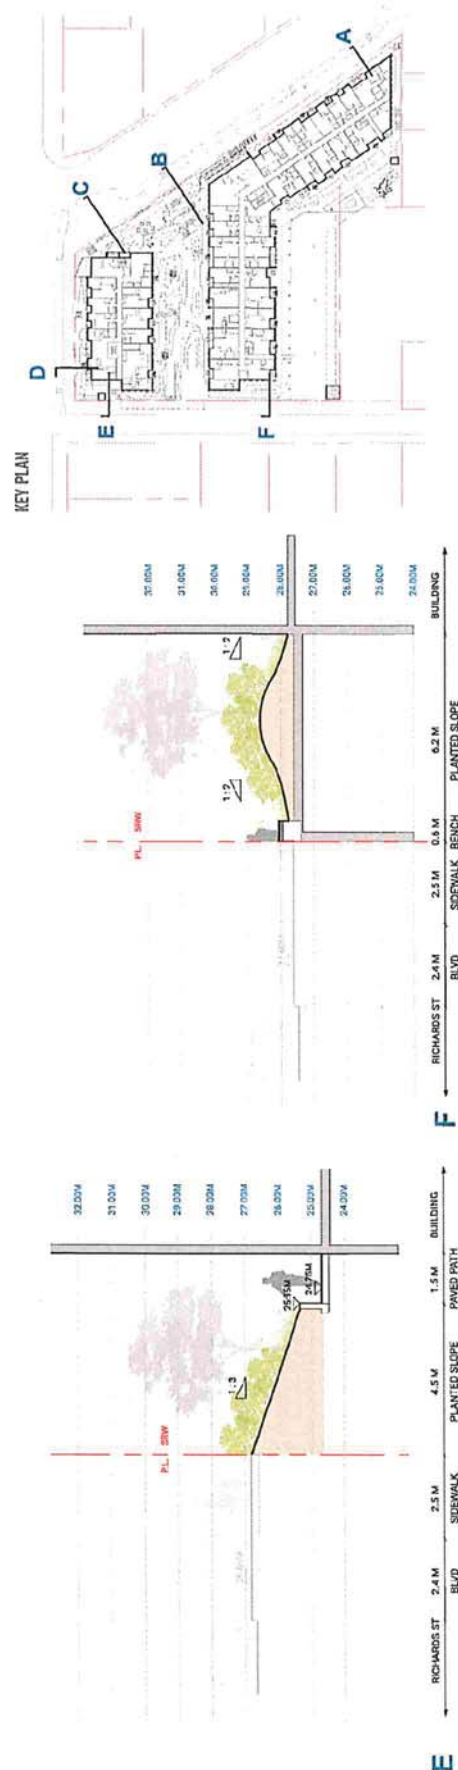 E
P.L. SRW
32.00M
31.00M
30.00M
29.00M
28.00M
27.00M
26.00M
25.00M
24.00M
1:3
25.15M
24.75M
RICHARDS ST
2.4 M
2.5 M
4.5 M
1.5 M
BUILDING
BLVD
SIDEWALK
PLANTED SLOPE
PAVED PATH
F
P.L. SRW
32.00M
31.00M
30.00M
29.00M
28.00M
27.00M
26.00M
25.00M
24.00M
1:2
1:2
RICHARDS ST
2.4 M
2.5 M
0.6 M
6.2 M
BUILDING
BLVD
SIDEWALK
BENCH
PLANTED SLOPE
KEY PLAN
D
E
C
B
F
A